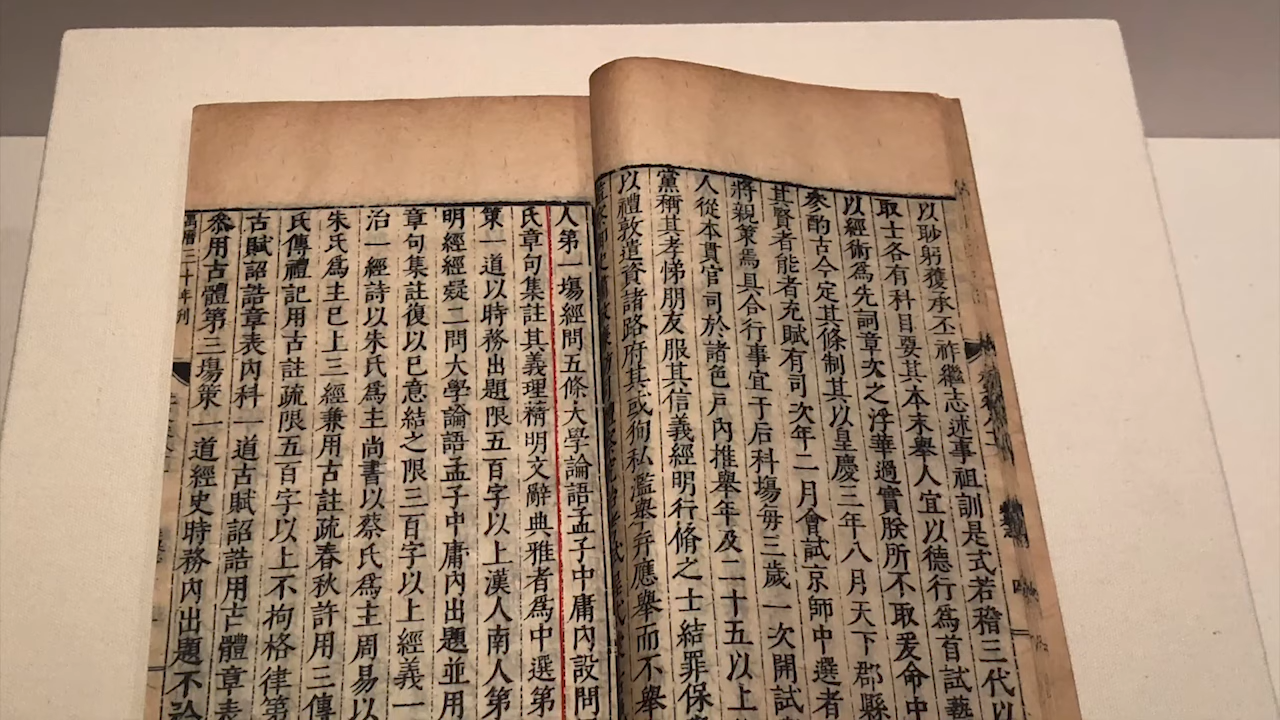 以眇躬獲承丕祚繼志述事祖訓是式若稽三代以
取士各有科目要其本末舉人宜以德行為首試藝
以經術為先詞章次之浮華過實朕所不取爰命中
參酌古今定其條制其以皇慶三年八月天下郡縣
其賢者能者充賦有司次年二月會試京師中選者
將親策焉具合行事宜于后科場每三歲一次開試
人從本貫官司於諸色戶內推舉年及二十五以上
黨稱其孝悌朋友服其信義經明行脩之士結罪保
以禮敦遣資諸路府其或徇私濫舉并應舉而不舉
人第一場經問五條大學論語孟子中庸內設問
氏章句集註其義理精明文辭典雅者為中選第
策一道以時務出題限五百字以上漢人南人第
明經經疑二問大學論語孟子中庸內出題並用
章句集註復以己意結之限三百字以上經義一
治一經詩以朱氏為主尚書以蔡氏為主周易以
朱氏為主已上三經兼用古註疏春秋許用三傳
氏傳禮記用古註疏限五百字以上不拘格律第
古賦詔誥章表內科一道古賦詔誥用古體章表
叅用古體第三場策一道經史時務內出題不
萬曆三十年刊